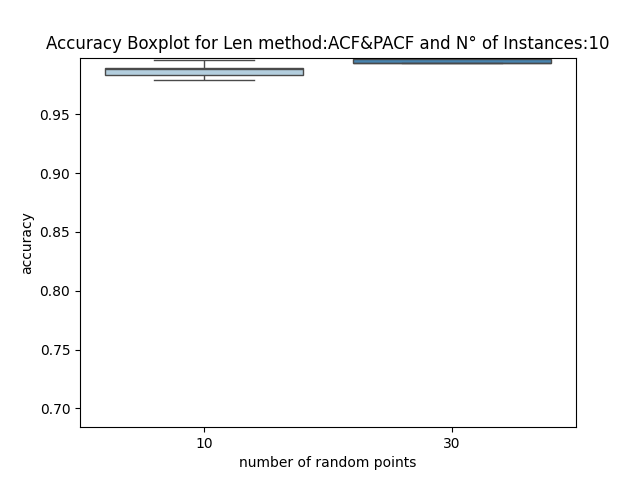 Accuracy Boxplot for Len method:ACF&PACF and N° of Instances:10
accuracy
0.95
0.90
0.85
0.80
0.75
0.70
10
30
number of random points